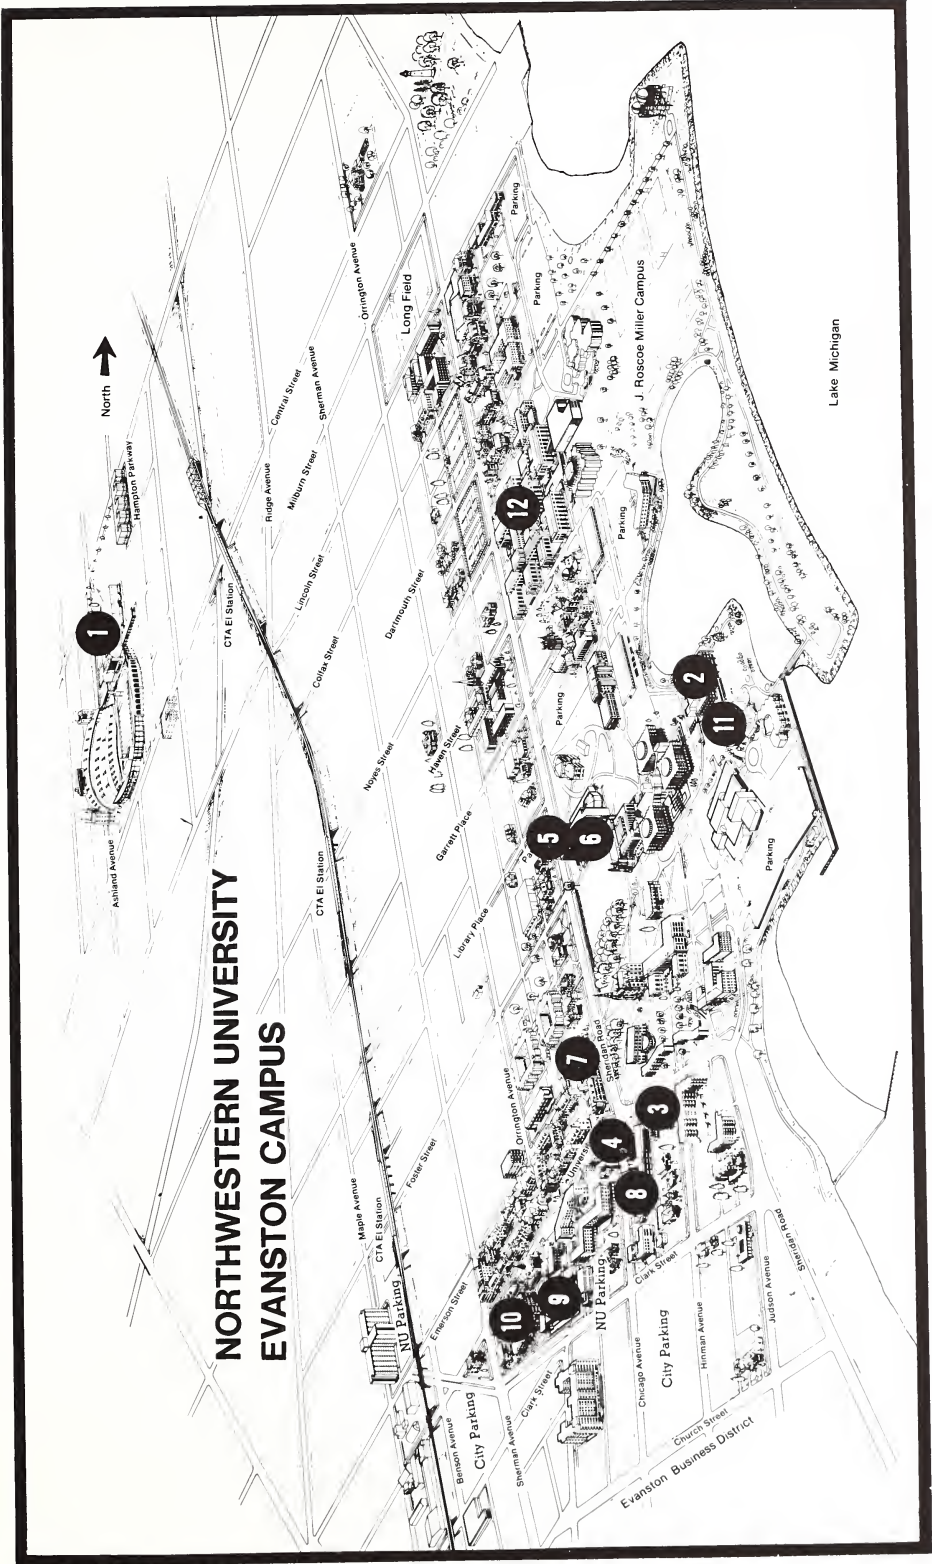 NORTHWESTERN UNIVERSITY
EVANSTON CAMPUS
North
Hampton Parkway
1
Ashland Avenue
CTA El Station
Ridge Avenue
Central Street
Sherman Avenue
Milburn Street
Lincoln Street
Colfax Street
Orrington Avenue
Long Field
Dartmouth Street
Noyes Street
Haven Street
Garrett Place
Library Place
CTA El Station
Maple Avenue
CTA El Station
Foster Street
NU Parking
Emerson Street
Orrington Avenue
Parking
Parking
J. Roscoe Miller Campus
Lake Michigan
12
Parking
Parking
2
11
5
6
Parking
7
Sheridan Road
3
4
8
9
10
NU Parking
Clark Street
City Parking
Benson Avenue
City Parking
Sherman Avenue
Clark Street
Chicago Avenue
Hinman Avenue
Judson Avenue
Sheridan Road
Church Street
Evanston Business District